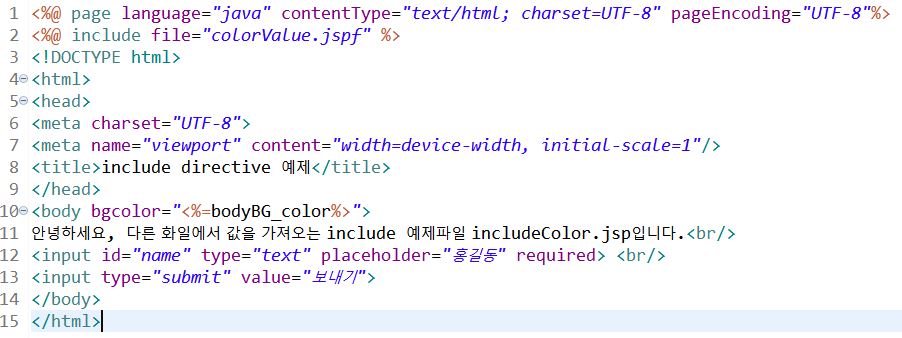 1 <%@ page language="java" contentType="text/html; charset=UTF-8" pageEncoding="UTF-8"%>
2 <%@ include file="colorValue.jspf" %>
3 <!DOCTYPE html>
4 <html>
5 <head>
6 <meta charset="UTF-8">
7 <meta name="viewport" content="width=device-width, initial-scale=1"/>
8 <title>include directive 예제</title>
9 </head>
10 <body bgcolor="<%=bodyBG_color%>">
11 안녕하세요, 다른 화일에서 값을 가져오는 include 예제파일 includeColor.jsp입니다.<br/>
12 <input id="name" type="text" placeholder="홍길동" required> <br/>
13 <input type="submit" value="보내기">
14 </body>
15 </html>